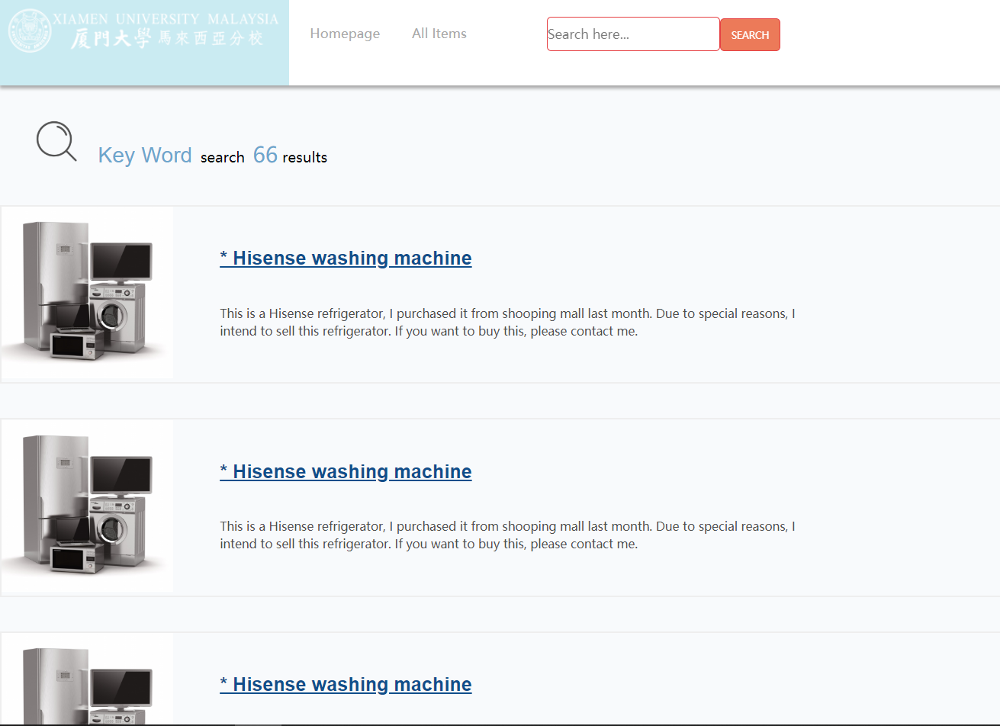 XIAMEN UNIVERSITY MALAYSIA
厦門大學 馬來西亞分校
Homepage
All Items
Search here...
SEARCH
Key Word search 66 results
* Hisense washing machine
This is a Hisense refrigerator, I purchased it from shooping mall last month. Due to special reasons, I
intend to sell this refrigerator. If you want to buy this, please contact me.
* Hisense washing machine
This is a Hisense refrigerator, I purchased it from shooping mall last month. Due to special reasons, I
intend to sell this refrigerator. If you want to buy this, please contact me.
* Hisense washing machine